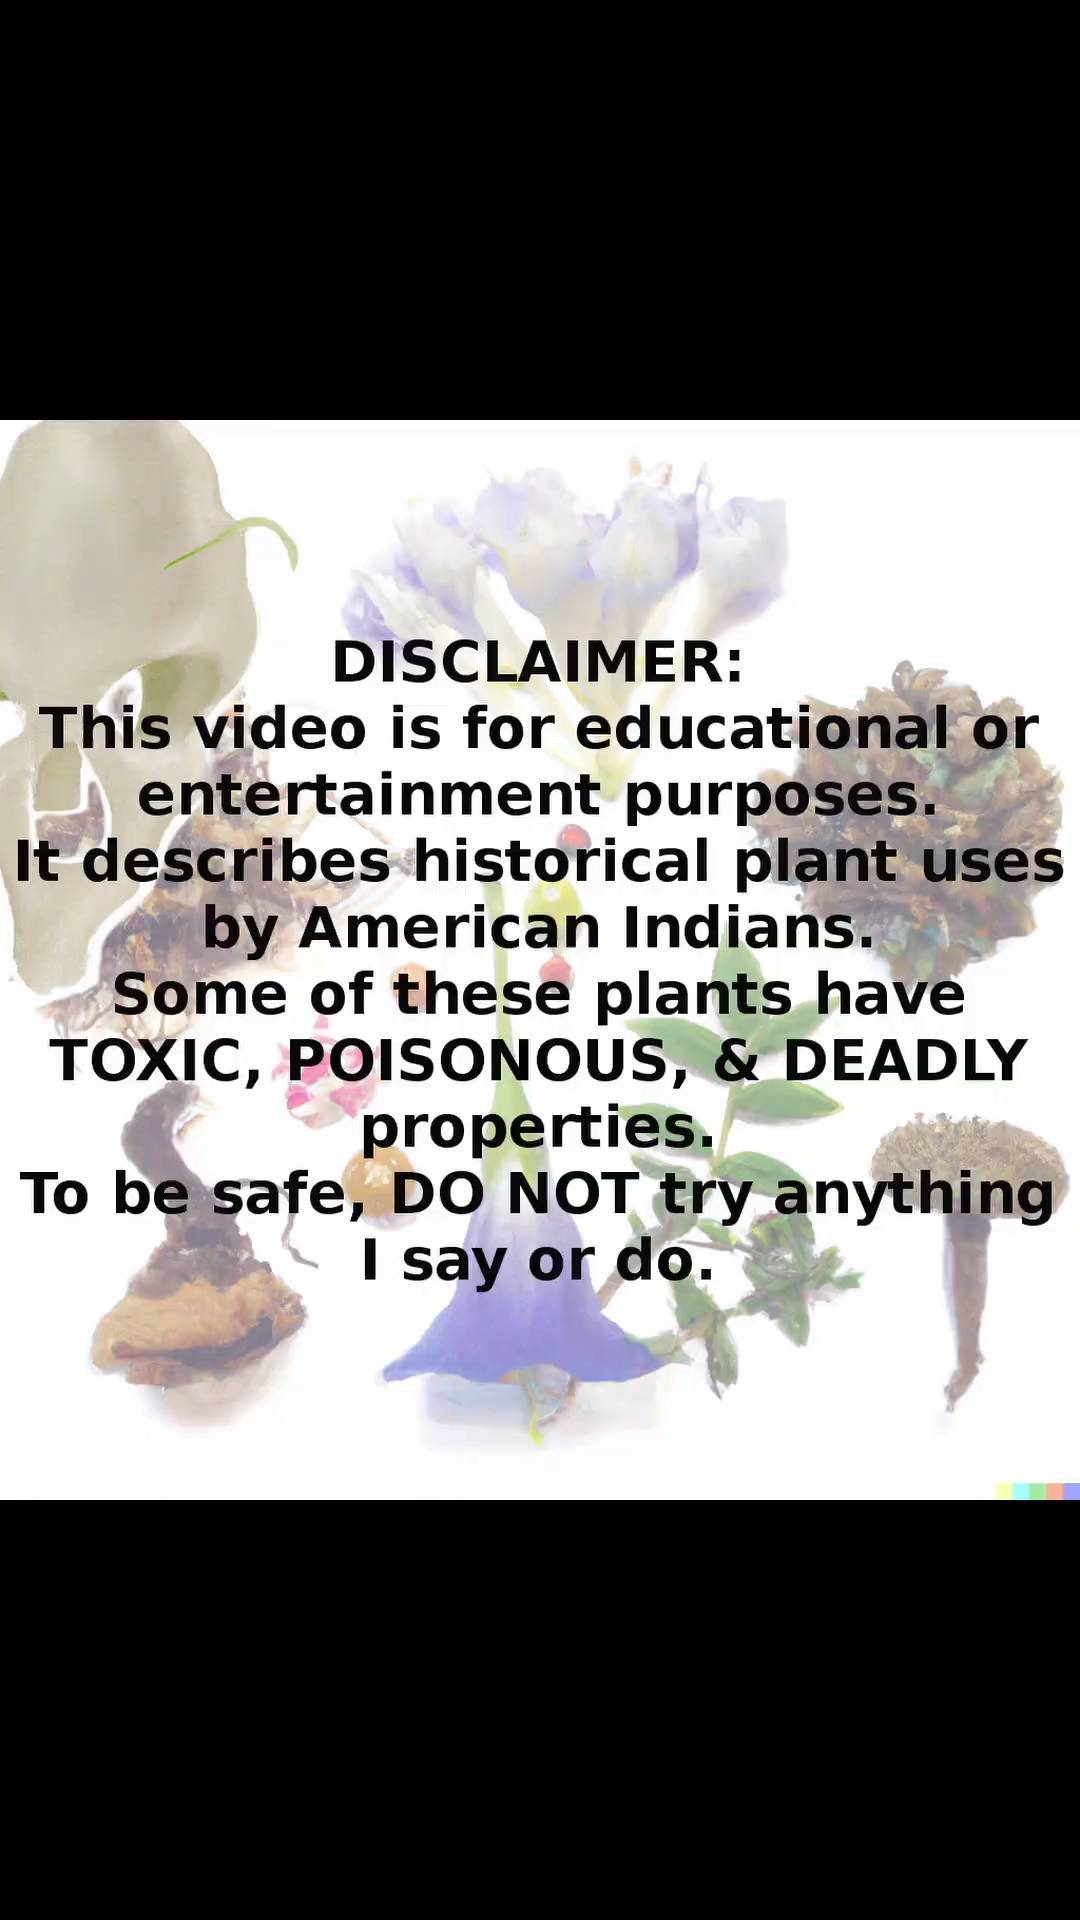 DISCLAIMER:
This video is for educational or
entertainment purposes.
It describes historical plant uses
by American Indians.
Some of these plants have
TOXIC, POISONOUS, & DEADLY
properties.
To be safe, DO NOT try anything
I say or do.